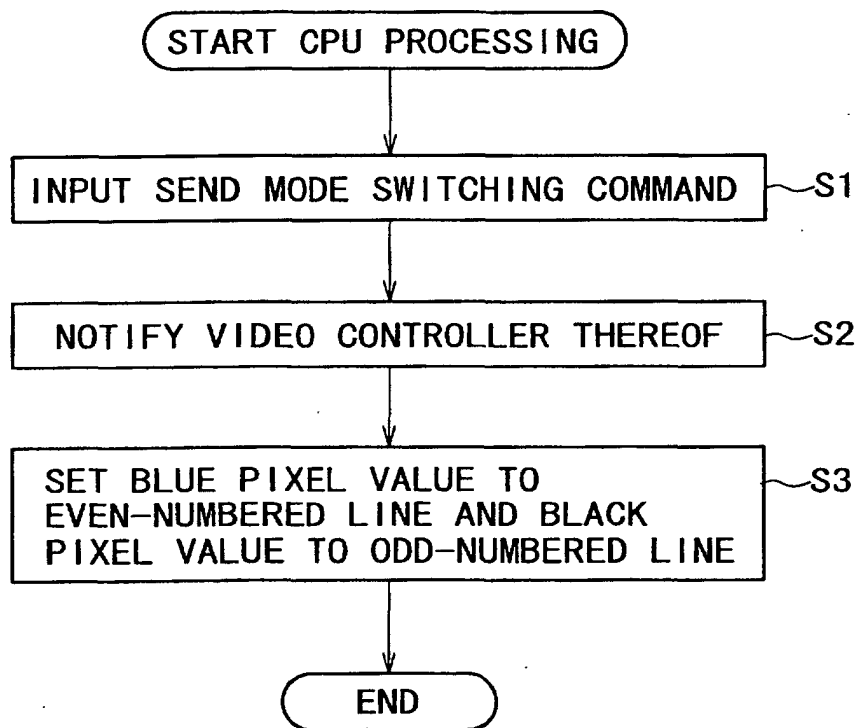 START CPU PROCESSING
INPUT SEND MODE SWITCHING COMMAND
S1
NOTIFY VIDEO CONTROLLER THEREOF
S2
SET BLUE PIXEL VALUE TO
EVEN-NUMBERED LINE AND BLACK
PIXEL VALUE TO ODD-NUMBERED LINE
S3
END